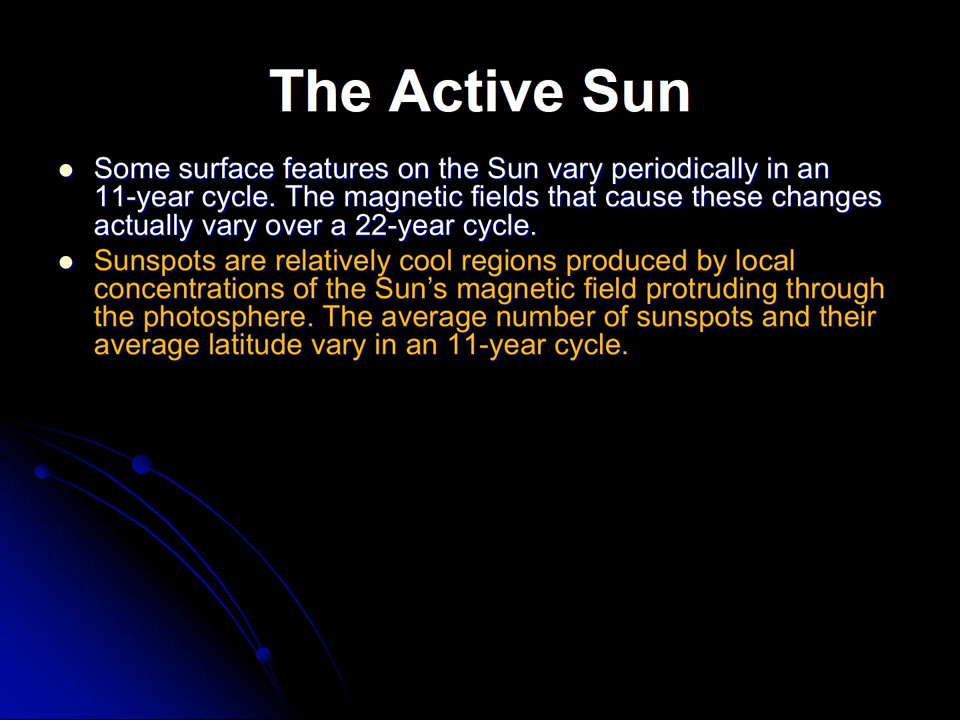 The Active Sun
● Some surface features on the Sun vary periodically in an
11-year cycle. The magnetic fields that cause these changes
actually vary over a 22-year cycle.
● Sunspots are relatively cool regions produced by local
concentrations of the Sun’s magnetic field protruding through
the photosphere. The average number of sunspots and their
average latitude vary in an 11-year cycle.